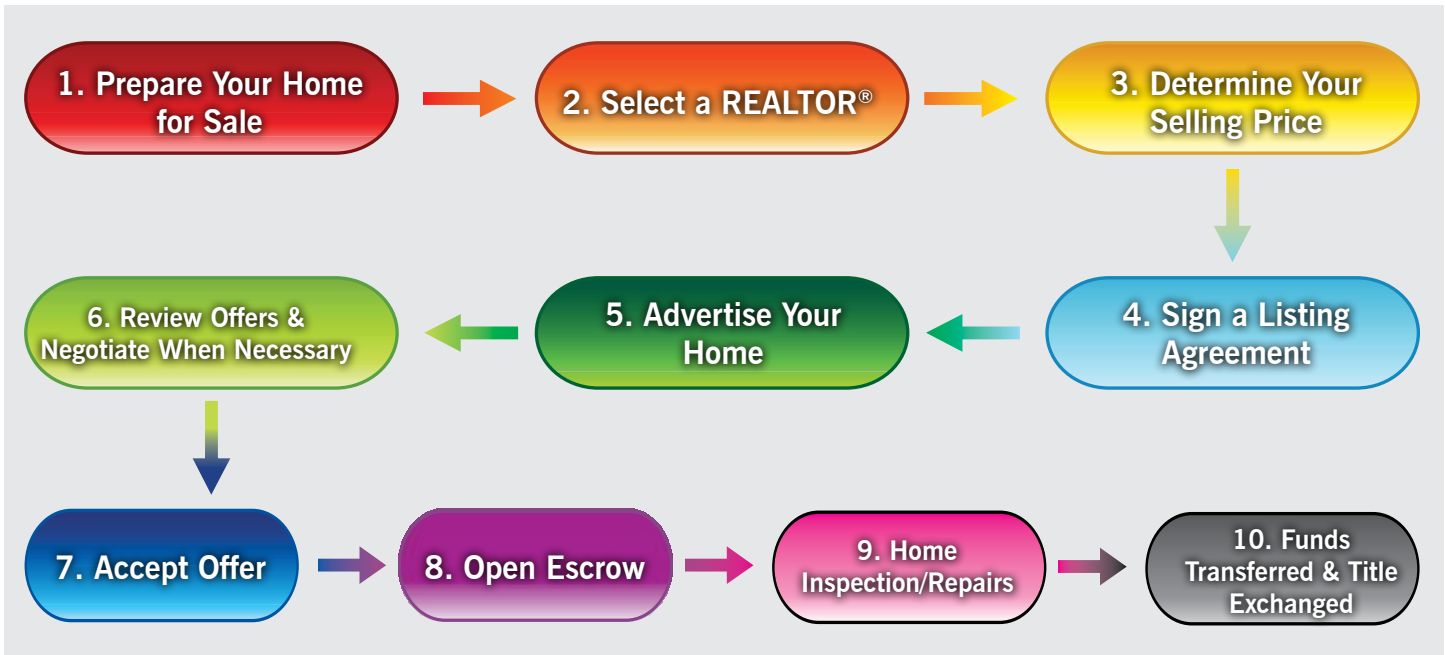 1. Prepare Your Home
for Sale
2. Select a REALTOR®
3. Determine Your
Selling Price
4. Sign a Listing
Agreement
5. Advertise Your
Home
6. Review Offers &
Negotiate When Necessary
7. Accept Offer
8. Open Escrow
9. Home
Inspection/Repairs
10. Funds
Transferred & Title
Exchanged